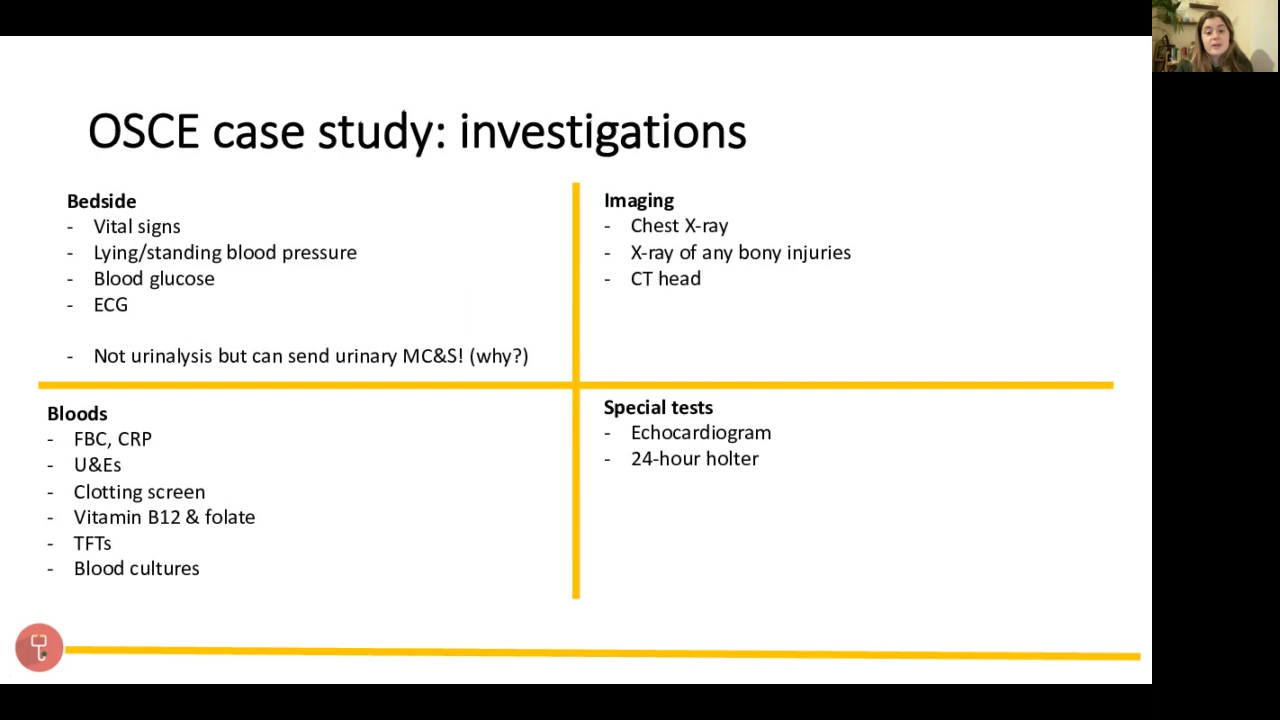 OSCE case study: investigations
Bedside
- Vital signs
- Lying/standing blood pressure
- Blood glucose
- ECG
- Not urinalysis but can send urinary MC&S! (why?)
Imaging
- Chest X-ray
- X-ray of any bony injuries
- CT head
Bloods
- FBC, CRP
- U&Es
- Clotting screen
- Vitamin B12 & folate
- TFTs
- Blood cultures
Special tests
- Echocardiogram
- 24-hour holter